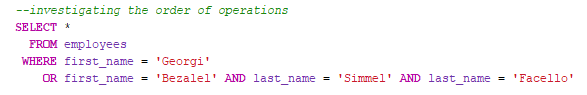 --investigating the order of operations
SELECT *
FROM employees
WHERE first_name = 'Georgi'
OR first_name = 'Bezalel' AND last_name = 'Simmel' AND last_name = 'Facello'